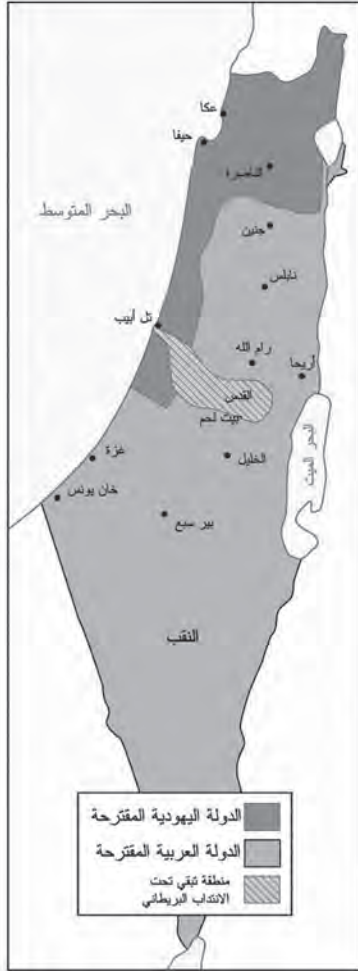 عكا
حيفا
الناصرة
البحر المتوسط
جنين
نابلس
تل أبيب
رام الله
أريحا
القدس
بيت لحم
البحر الميت
غزة
الخليل
خان يونس
بير سبع
النقب
الدولة اليهودية المقترحة
الدولة العربية المقترحة
منطقة تبقي تحت
الانتداب البريطاني